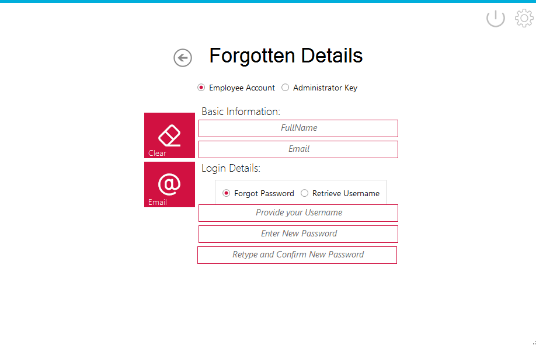 Forgotten Details
Employee Account
Administrator Key
Basic Information:
Clear
FullName
Email
Login Details:
@
Email
Forgot Password
Retrieve Username
Provide your Username
Enter New Password
Retype and Confirm New Password